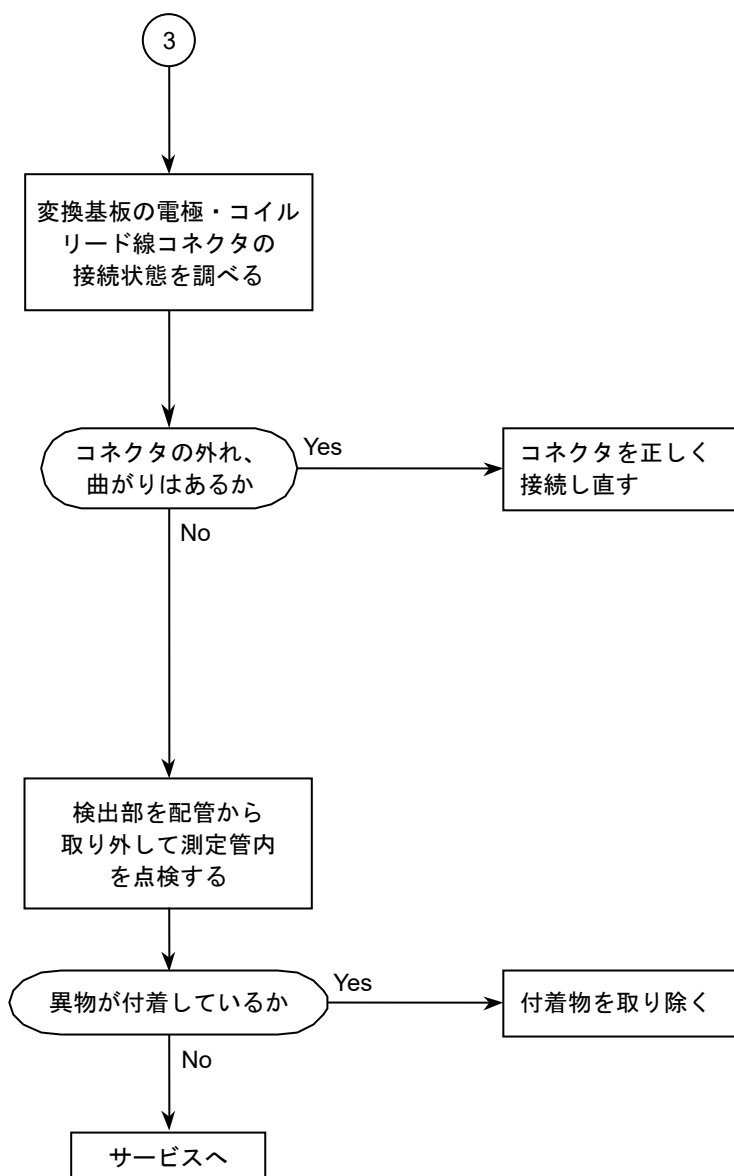 3
変換基板の電極・コイル
リード線コネクタの
接続状態を調べる
コネクタの外れ、
曲がりはあるか
Yes
コネクタを正しく
接続し直す
No
検出部を配管から
取り外して測定管内
を点検する
異物が付着しているか
Yes
付着物を取り除く
No
サービスへ